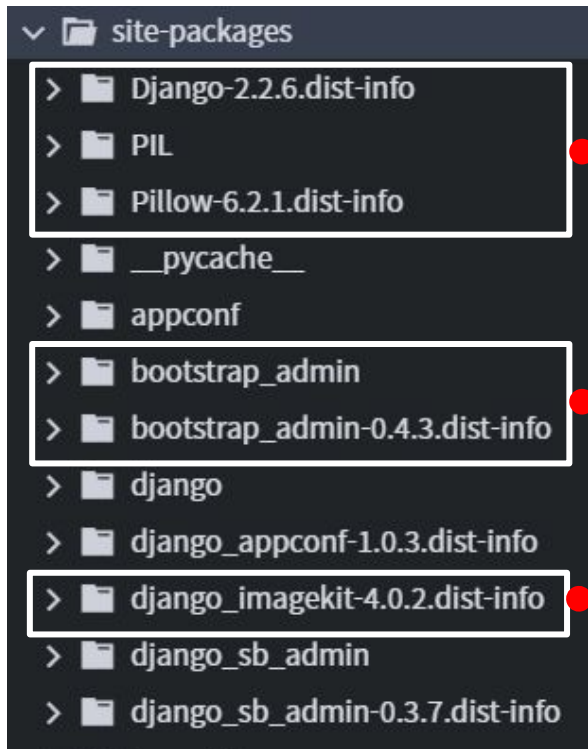 site-packages
Django-2.2.6.dist-info
PIL
Pillow-6.2.1.dist-info
__pycache__
appconf
bootstrap_admin
bootstrap_admin-0.4.3.dist-info
django
django_appconf-1.0.3.dist-info
django_imagekit-4.0.2.dist-info
django_sb_admin
django_sb_admin-0.3.7.dist-info